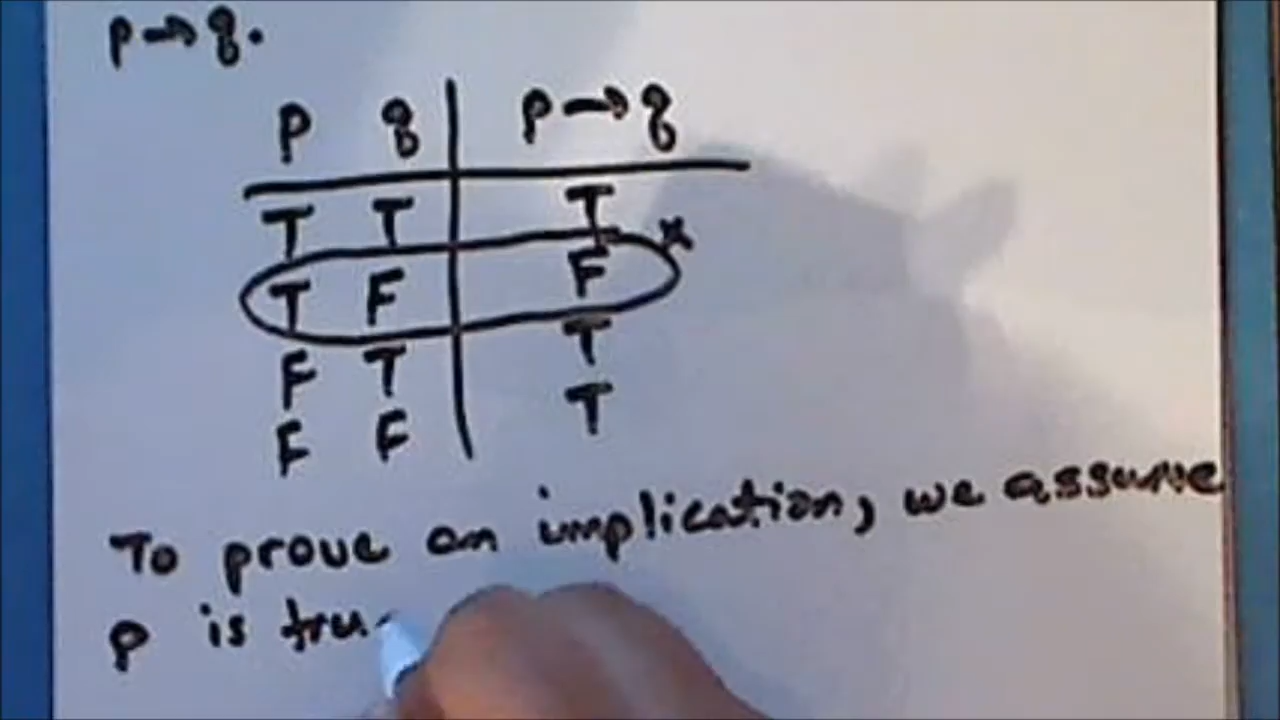 p→q.
p q p→q
T T T
T F F *
F T T
F F T
To prove an implication, we assume
p is tru